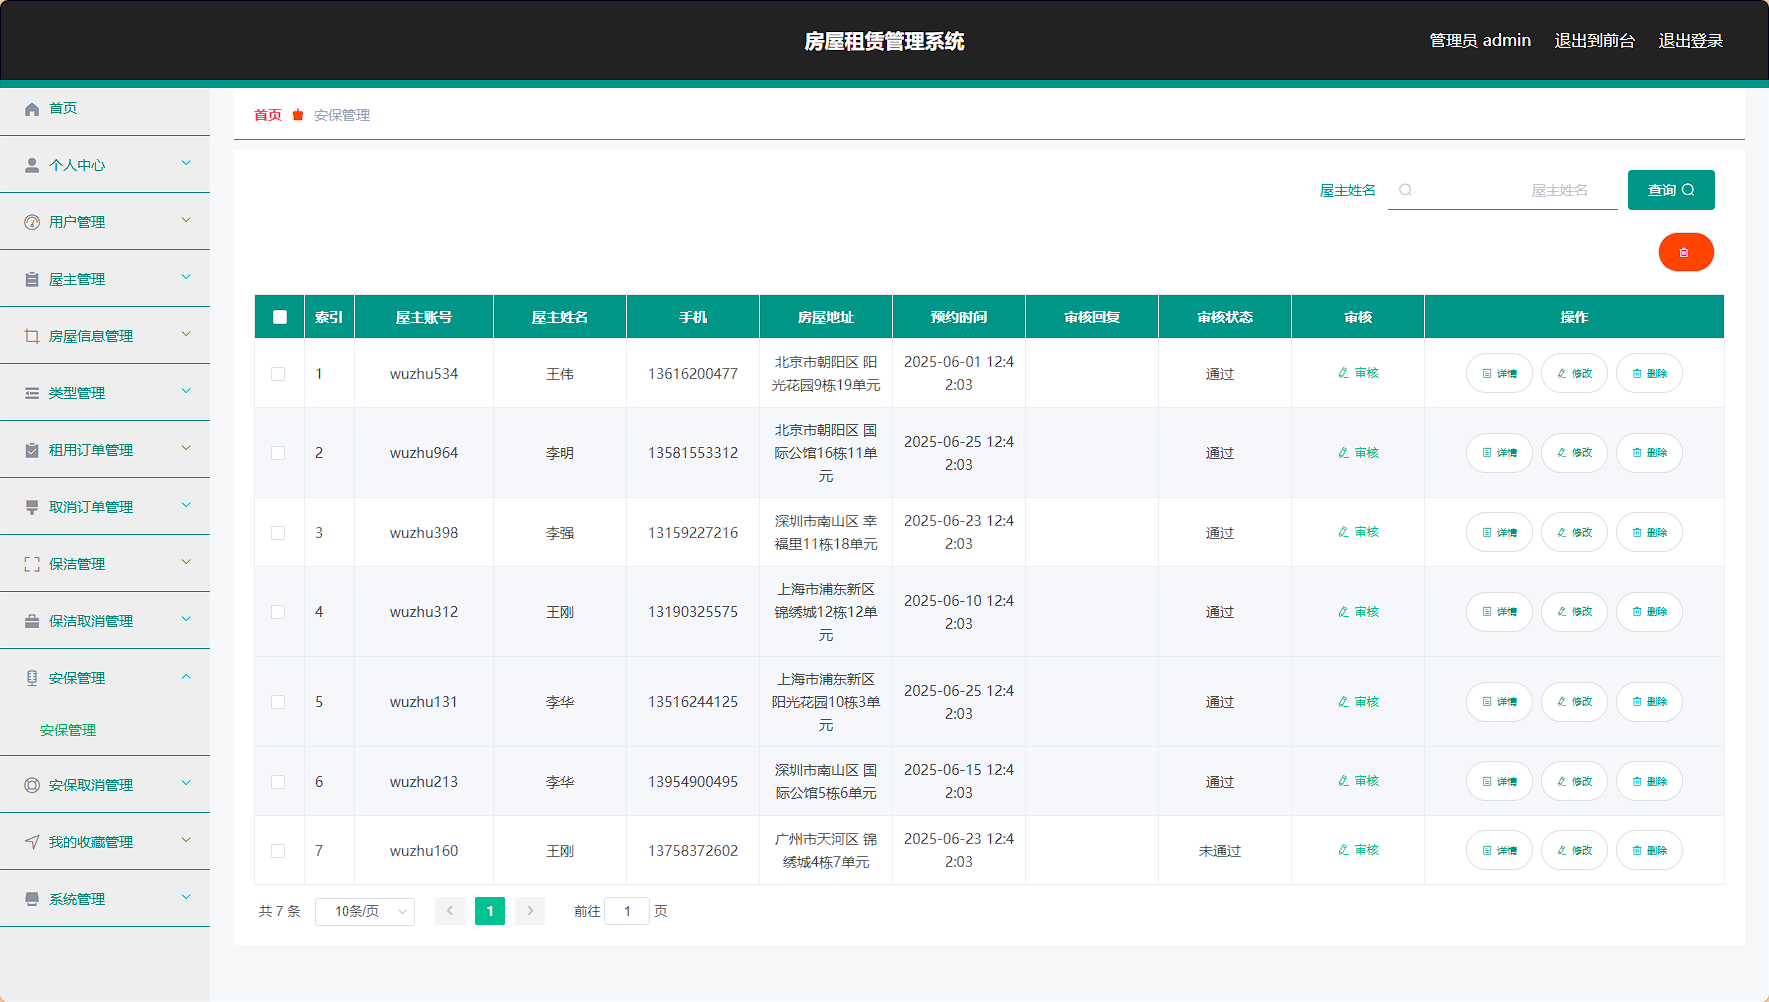 房屋租赁管理系统
管理员 admin 退出到前台 退出登录
首页
个人中心
用户管理
屋主管理
房屋信息管理
类型管理
租用订单管理
取消订单管理
保洁管理
保洁取消管理
安保管理
安保管理
安保取消管理
我的收藏管理
系统管理
首页 安保管理
屋主姓名 屋主姓名 查询
索引 屋主账号 屋主姓名 手机 房屋地址 预约时间 审核回复 审核状态 审核 操作
1 wuzhu534 王伟 13616200477 北京市朝阳区 阳 2025-06-01 12:4 通过 审核 详情 修改 删除
光花园9栋19单元 2:03
2 wuzhu964 李明 13581553312 北京市朝阳区 国 2025-06-25 12:4 通过 审核 详情 修改 删除
际公馆16栋11单 2:03
元
3 wuzhu398 李强 13159227216 深圳市南山区 幸 2025-06-23 12:4 通过 审核 详情 修改 删除
福里11栋18单元 2:03
4 wuzhu312 王刚 13190325575 上海市浦东新区 2025-06-10 12:4 通过 审核 详情 修改 删除
锦绣城12栋12单 2:03
元
5 wuzhu131 李华 13516244125 上海市浦东新区 2025-06-25 12:4 通过 审核 详情 修改 删除
阳光花园10栋3单 2:03
元
6 wuzhu213 李华 13954900495 深圳市南山区 国 2025-06-15 12:4 通过 审核 详情 修改 删除
际公馆5栋6单元 2:03
7 wuzhu160 王刚 13758372602 广州市天河区 锦 2025-06-23 12:4 未通过 审核 详情 修改 删除
绣城4栋7单元 2:03
共 7 条 10条/页 1 前往 1 页